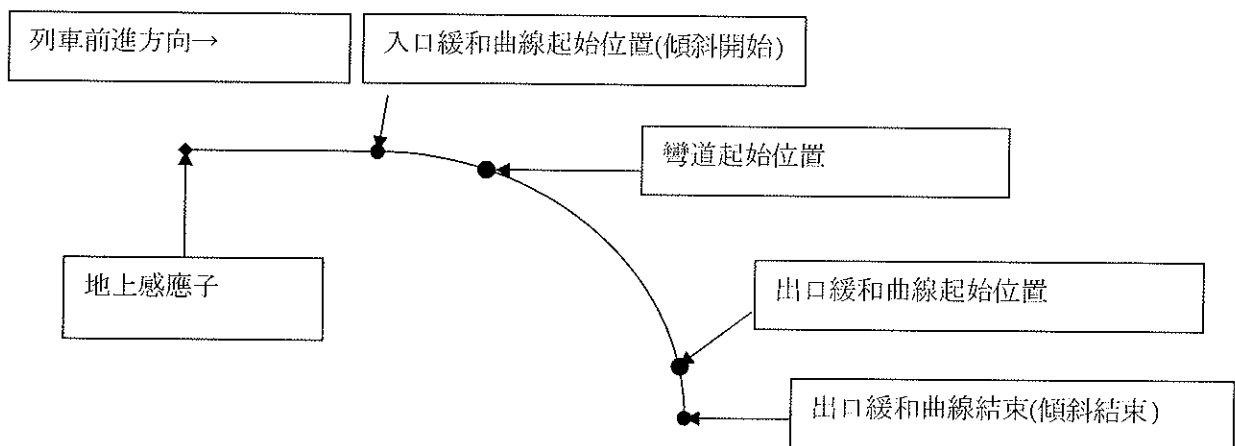 列車前進方向→
入口緩和曲線起始位置(傾斜開始)
彎道起始位置
地上感應子
出口緩和曲線起始位置
出口緩和曲線結束(傾斜結束)